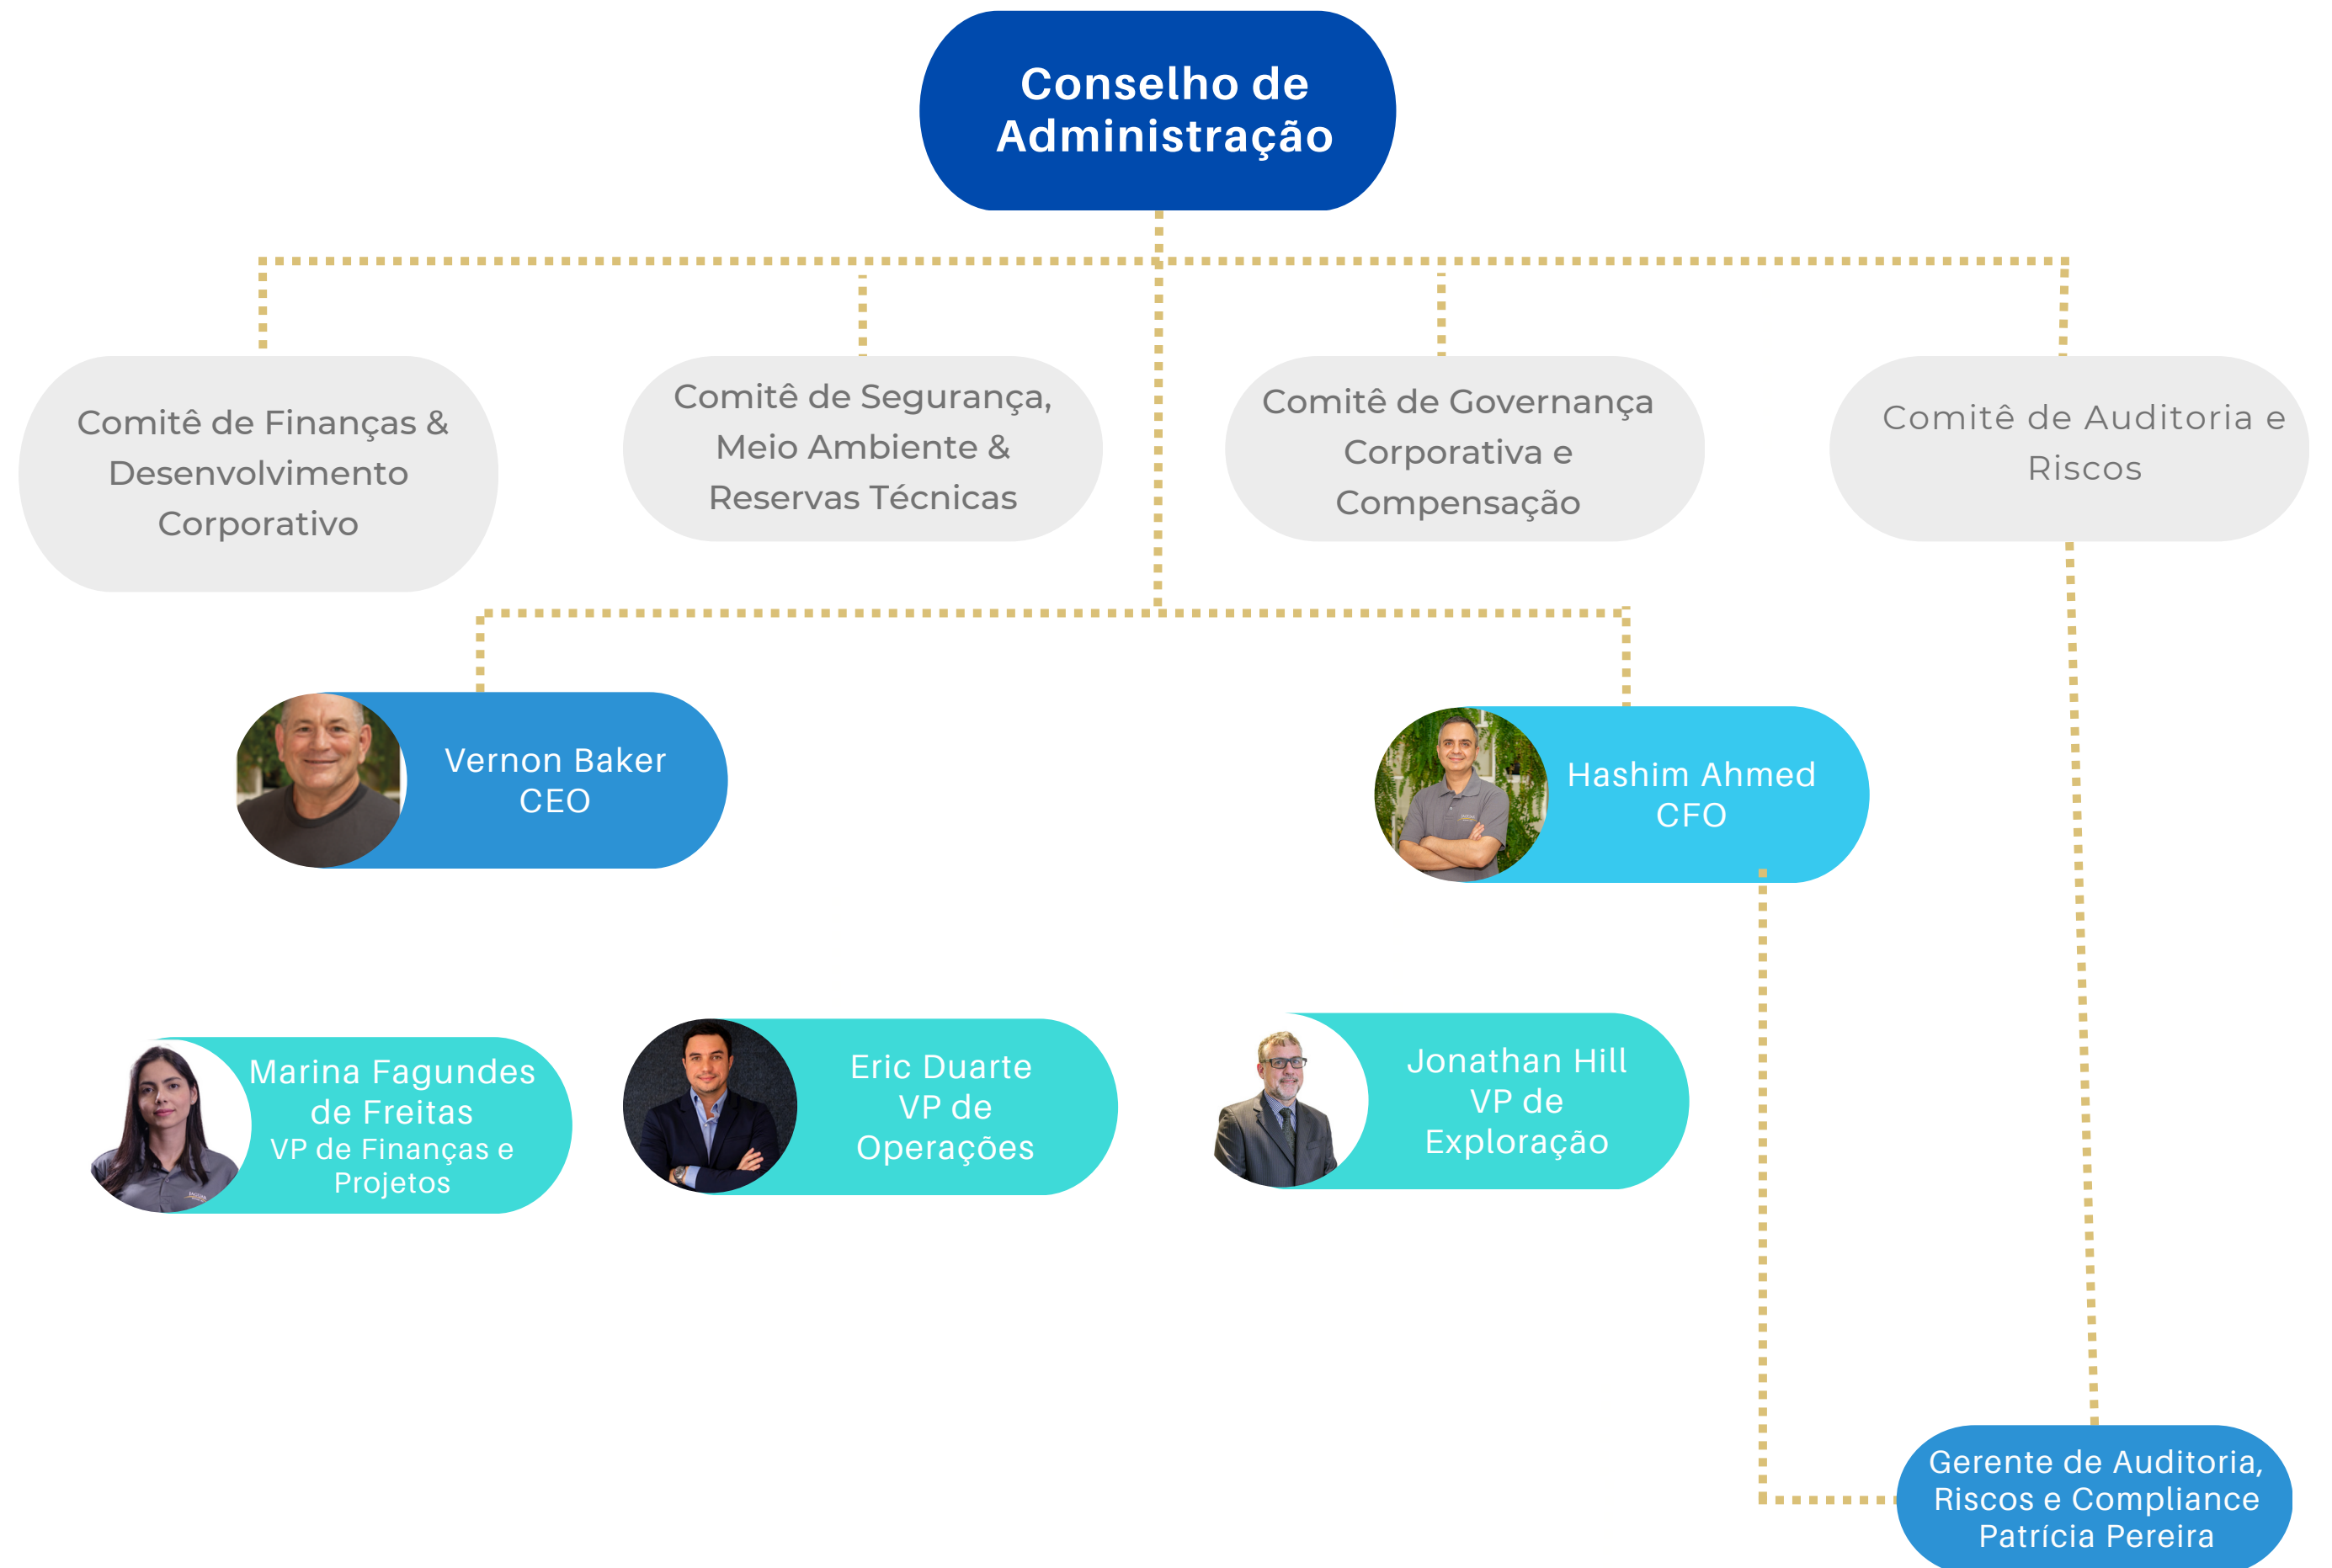 Conselho de
Administração
Comitê de Finanças &
Desenvolvimento
Corporativo
Comitê de Segurança,
Meio Ambiente &
Reservas Técnicas
Comitê de Governança
Corporativa e
Compensação
Comitê de Auditoria e
Riscos
Vernon Baker
CEO
Hashim Ahmed
CFO
Marina Fagundes
de Freitas
VP de Finanças e
Projetos
Eric Duarte
VP de
Operações
Jonathan Hill
VP de
Exploração
Gerente de Auditoria,
Riscos e Compliance
Patrícia Pereira